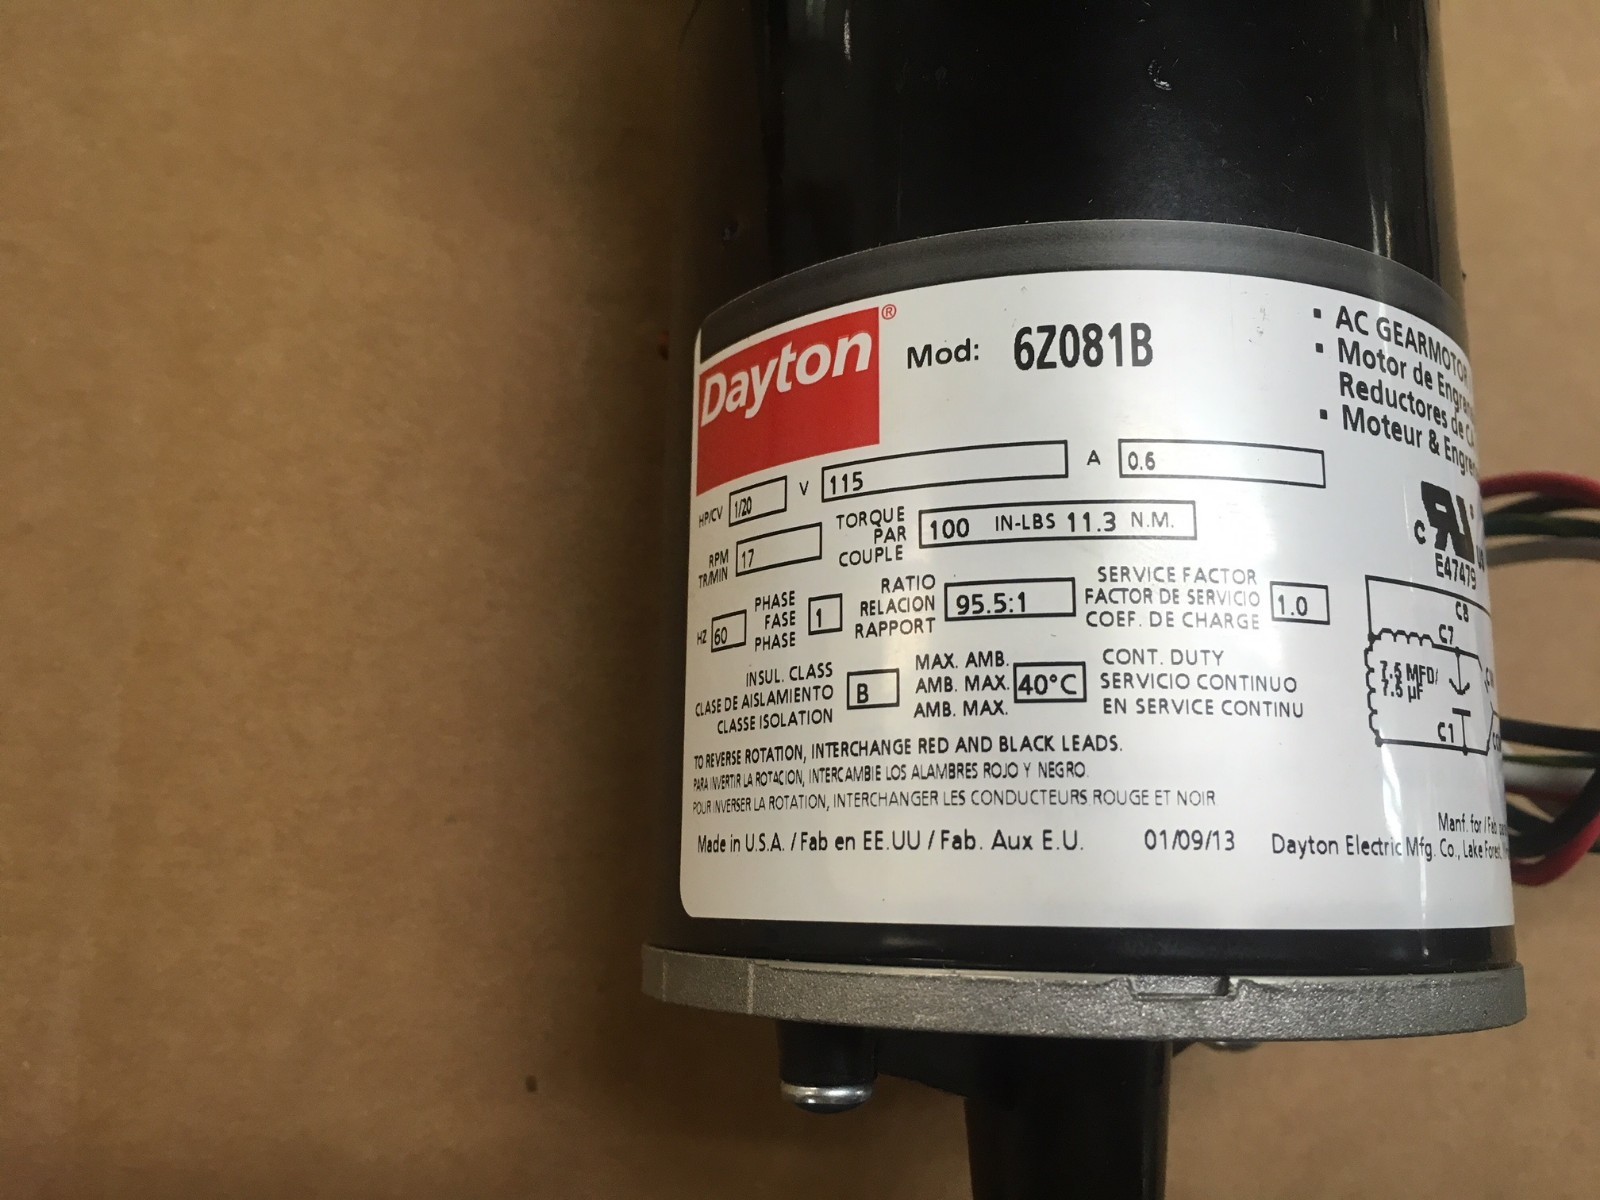 Dayton®
Mod: 6Z081B
▪ AC GEARMOTOR
▪ Motor de
Reductores de
▪ Moteur &
HP/CV 1/20 V 115 A 0.6
RPM
TR/MIN 17
TORQUE
PAR
COUPLE
100 IN-LBS 11.3 N.M.
HZ 60
PHASE
FASE
PHASE
1
RATIO
RELACION
RAPPORT
95.5:1
SERVICE FACTOR
FACTOR DE SERVICIO
COEF. DE CHARGE
1.0
INSUL. CLASS
CLASE DE AISLAMIENTO
CLASSE ISOLATION
B
MAX. AMB.
AMB. MAX.
AMB. MAX.
40°C
CONT. DUTY
SERVICIO CONTINUO
EN SERVICE CONTINU
TO REVERSE ROTATION, INTERCHANGE RED AND BLACK LEADS.
PARA INVERTIR LA ROTACION, INTERCAMBIE LOS ALAMBRES ROJO Y NEGRO.
POUR INVERSER LA ROTATION, INTERCHANGER LES CONDUCTEURS ROUGE ET NOIR
Made in U.S.A. / Fab en EE.UU / Fab. Aux E.U. 01/09/13
Manf. for /
Dayton Electric Mfg. Co., Lake
C RU US
E47479
C8
C7
7.5 MFD/
7.5 µF
C1